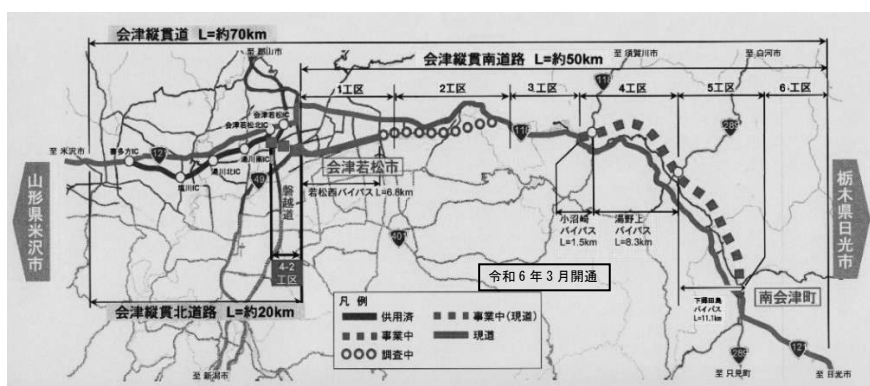 会津縦貫道 L=約70km
会津縦貫南道路 L=約50km
至 郡山市
至 須賀川市
至 白河市
1工区
2工区
3工区
4工区
5工区
6工区
118
289
会津若松IC
会津若松北IC
至 米沢市
喜多方IC
121
湯川南IC
118
湯川北IC
塩川IC
49
会津若松市
山形県米沢市
栃木県日光市
磐越道
若松西バイパス L=6.8km
401
小沼崎
バイパス
L=1.5km
湯野上
バイパス
L=8.3km
4-2
工区
令和6年3月開通
下郷田島
バイパス
L=11.1km
南会津町
会津縦貫北道路 L=約20km
凡 例
供用済
事業中(現道)
事業中
現道
調査中
121
289
至 新潟市
至 只見町
至 日光市